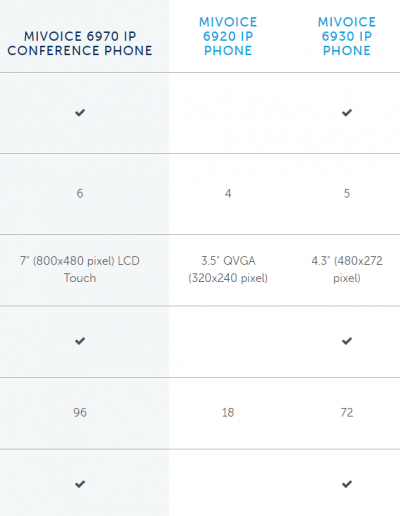 MIVOICE 6970 IP
CONFERENCE PHONE
MIVOICE
6920 IP
PHONE
MIVOICE
6930 IP
PHONE
✔ ✔
6 4 5
7" (800x480 pixel) LCD
Touch
3.5" QVGA
(320x240 pixel)
4.3" (480x272
pixel)
✔ ✔
96 18 72
✔ ✔